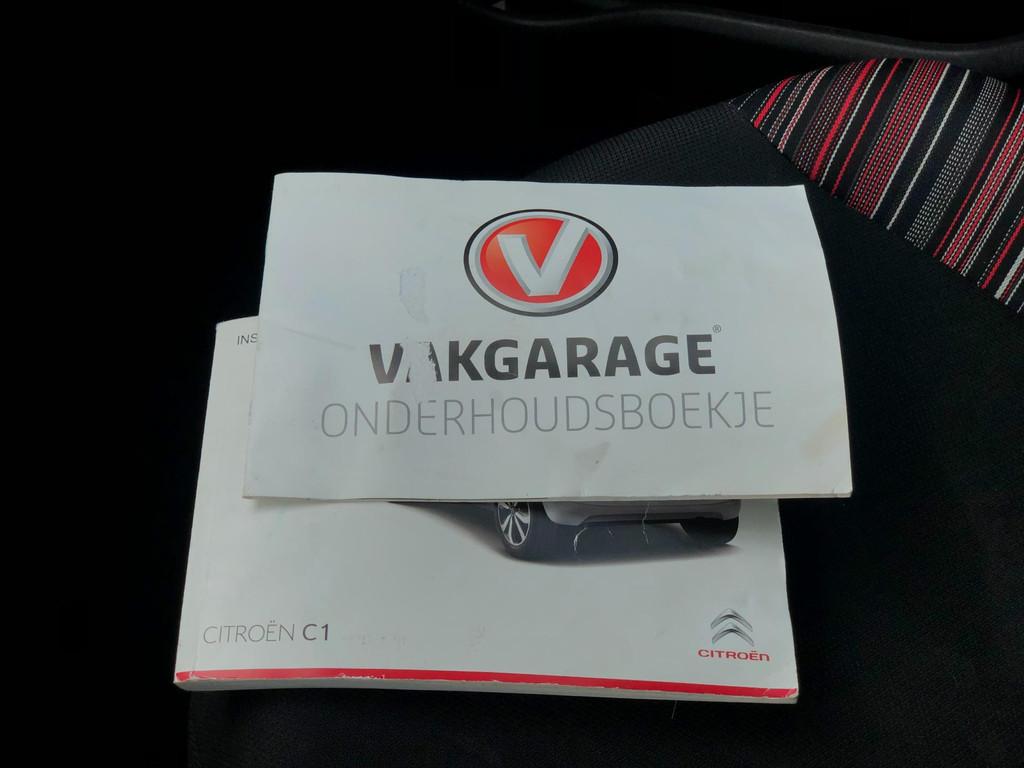 V
VAKGARAGE®
ONDERHOUDSBOEKJE
INS
CITROËN C1
CITROËN